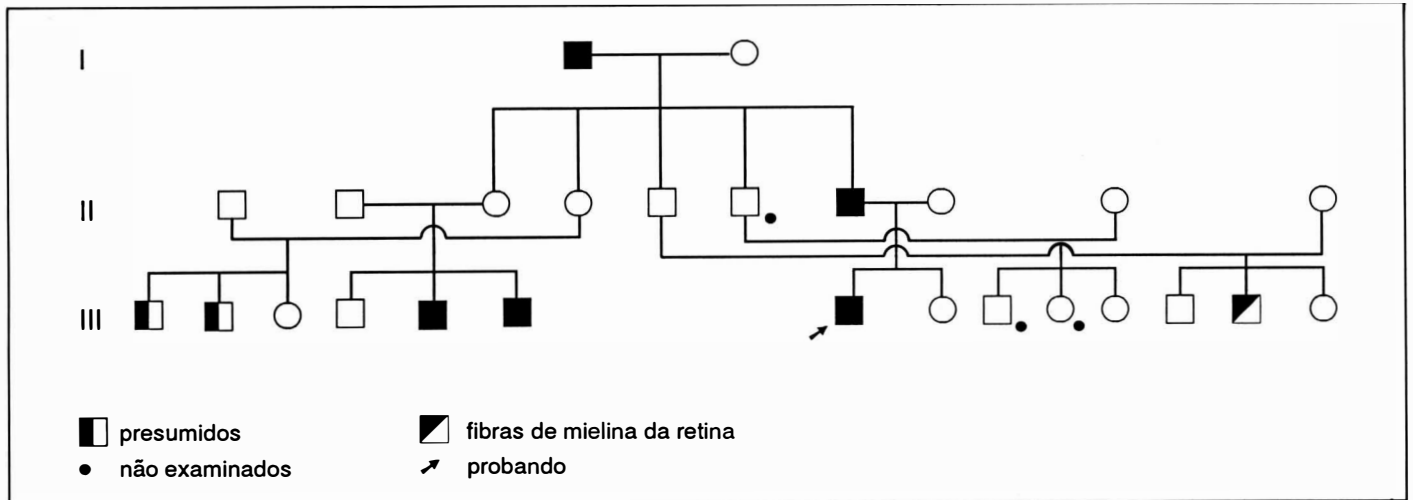 I
II
III
presumidos
fibras de mielina da retina
não examinados
probando